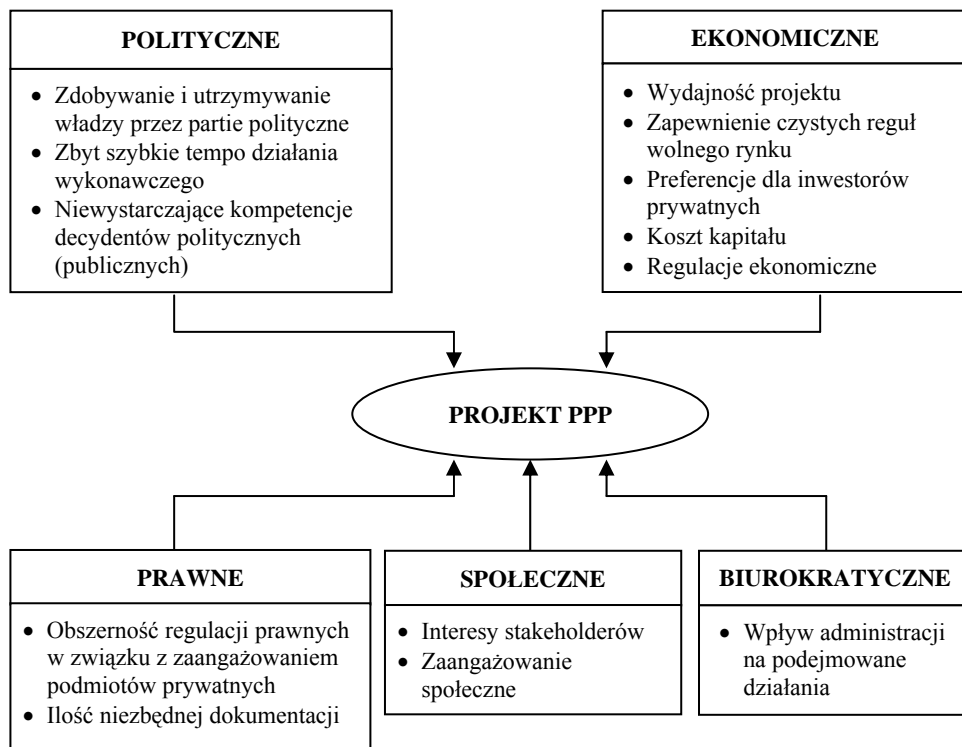 POLITYCZNE
• Zdobywanie i utrzymywanie
władzy przez partie polityczne
• Zbyt szybkie tempo działania
wykonawczego
• Niewystarczające kompetencje
decydentów politycznych
(publicznych)
EKONOMICZNE
• Wydajność projektu
• Zapewnienie czystych reguł
wolnego rynku
• Preferencje dla inwestorów
prywatnych
• Koszt kapitału
• Regulacje ekonomiczne
PROJEKT PPP
PRAWNE
• Obszerność regulacji prawnych
w związku z zaangażowaniem
podmiotów prywatnych
• Ilość niezbędnej dokumentacji
SPOŁECZNE
• Interesy stakeholderów
• Zaangażowanie
społeczne
BIUROKRATYCZNE
• Wpływ administracji
na podejmowane
działania